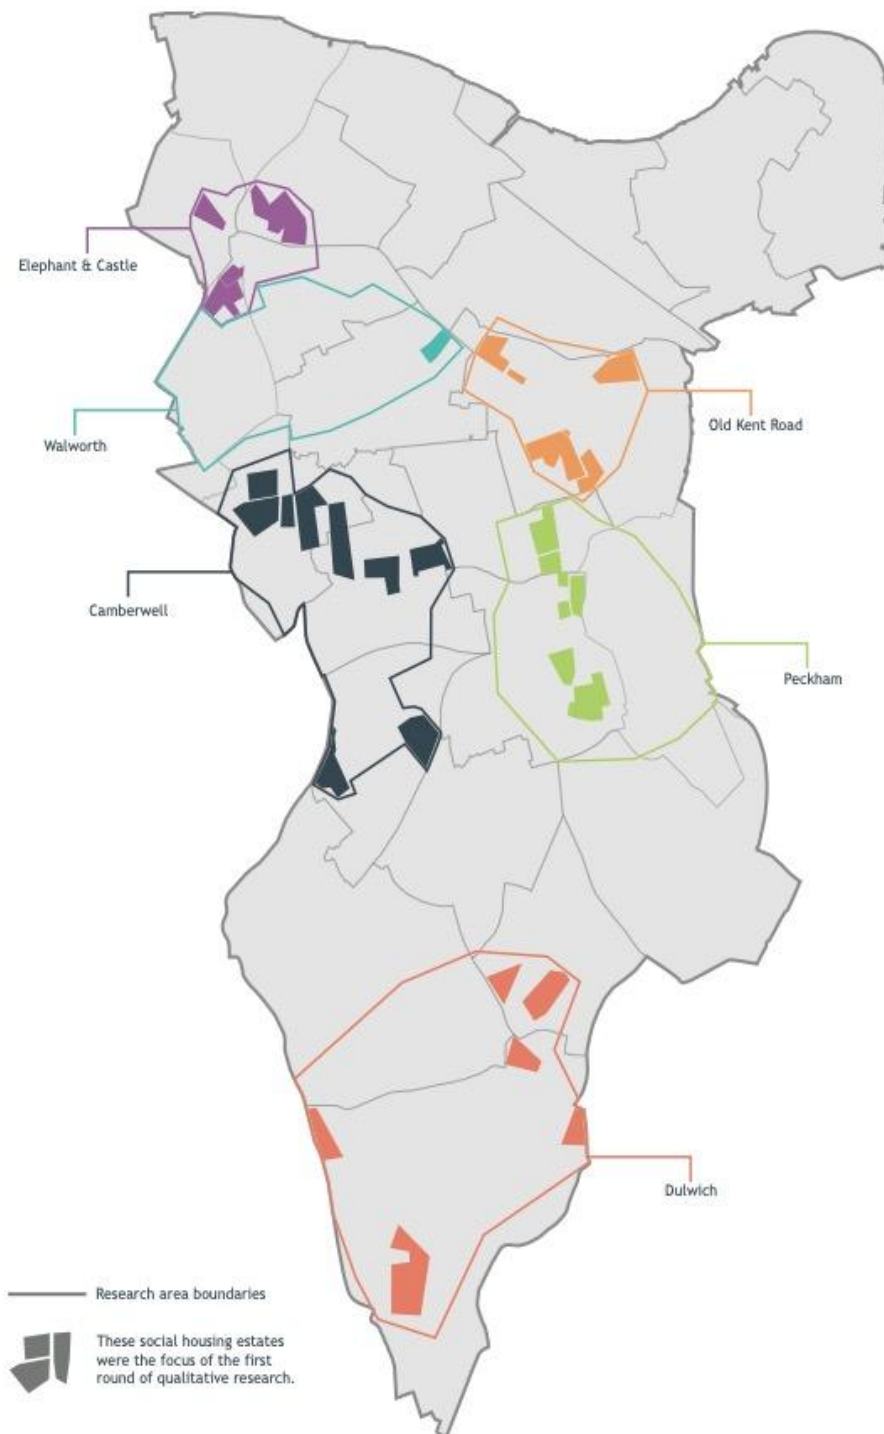 Elephant & Castle
Walworth
Old Kent Road
Camberwell
Peckham
Dulwich
Research area boundaries
These social housing estates
were the focus of the first
round of qualitative research.